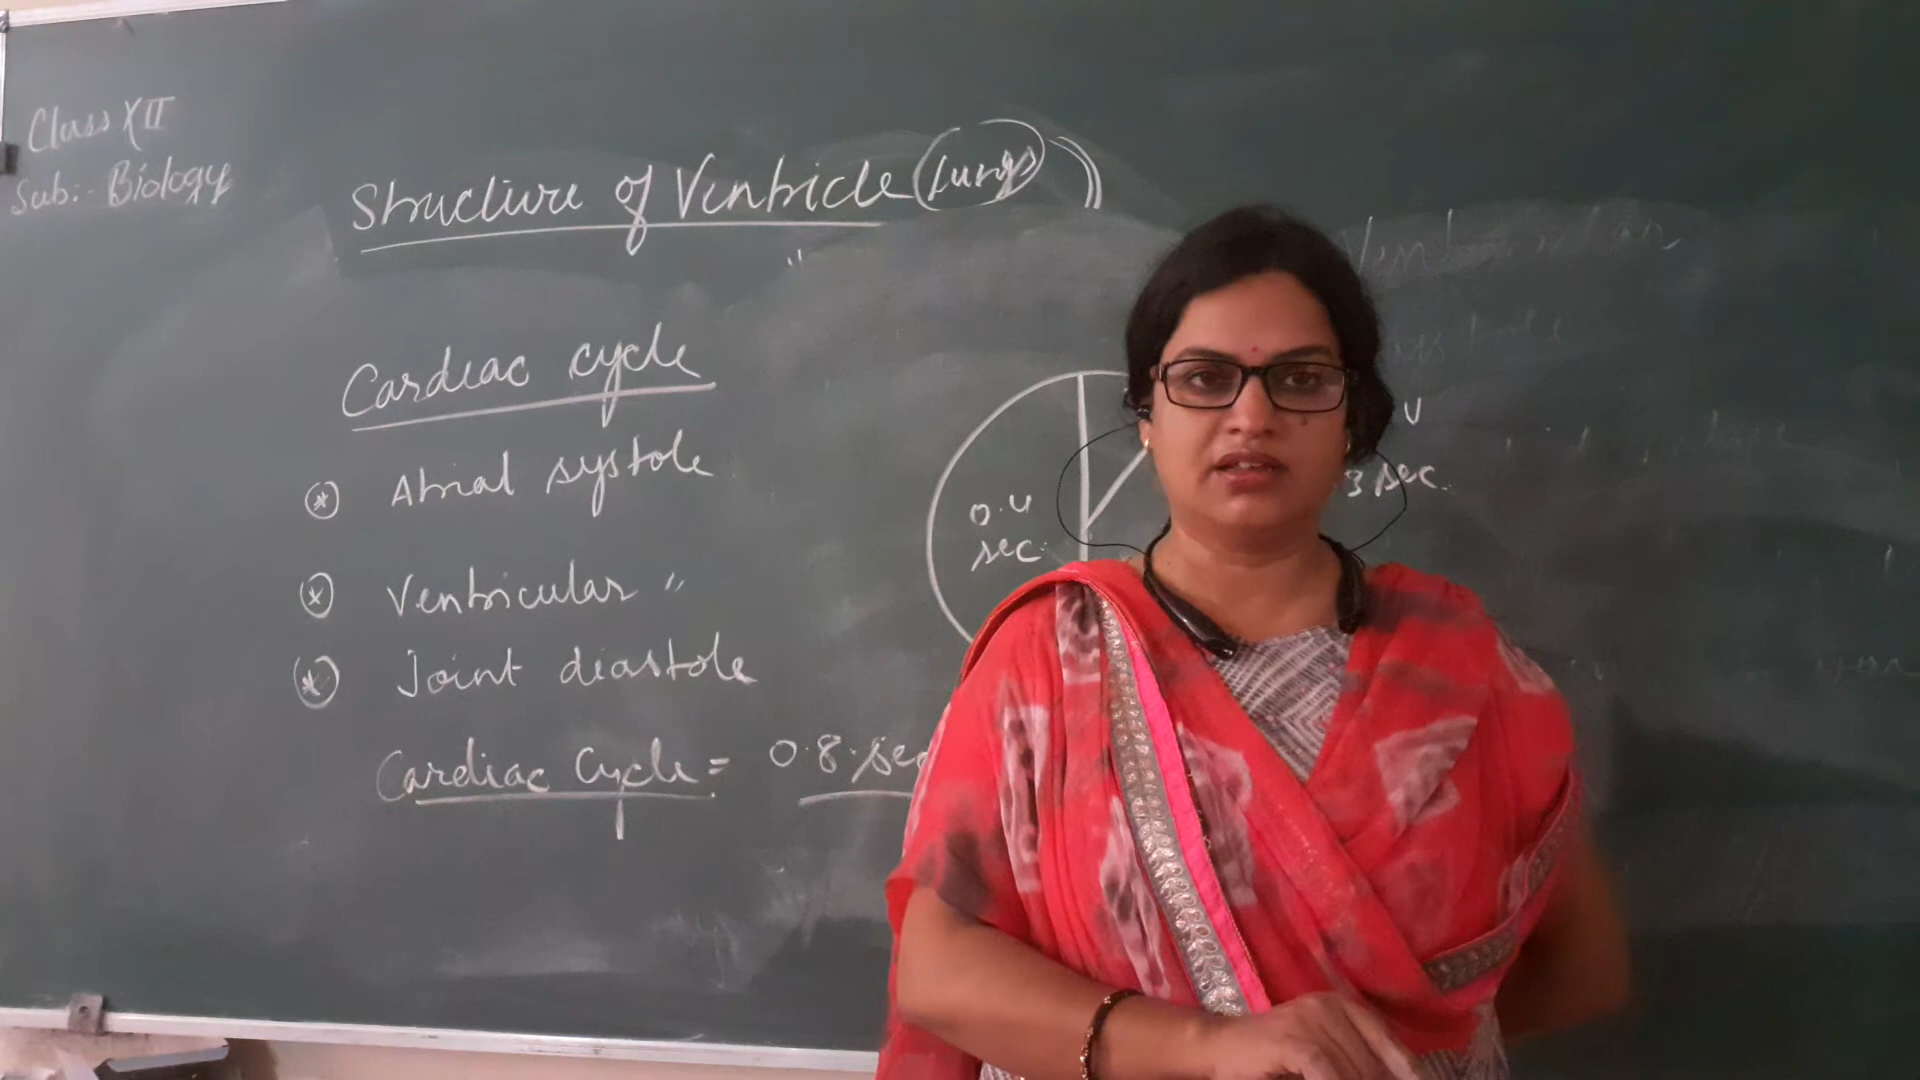 Class XII
Sub:- Biology
Structure of Ventricle (Lungs)
Cardiac cycle
Atrial systole
Ventricular "
Joint diastole
Cardiac Cycle = 0.8 sec
0.4
sec
3 sec.